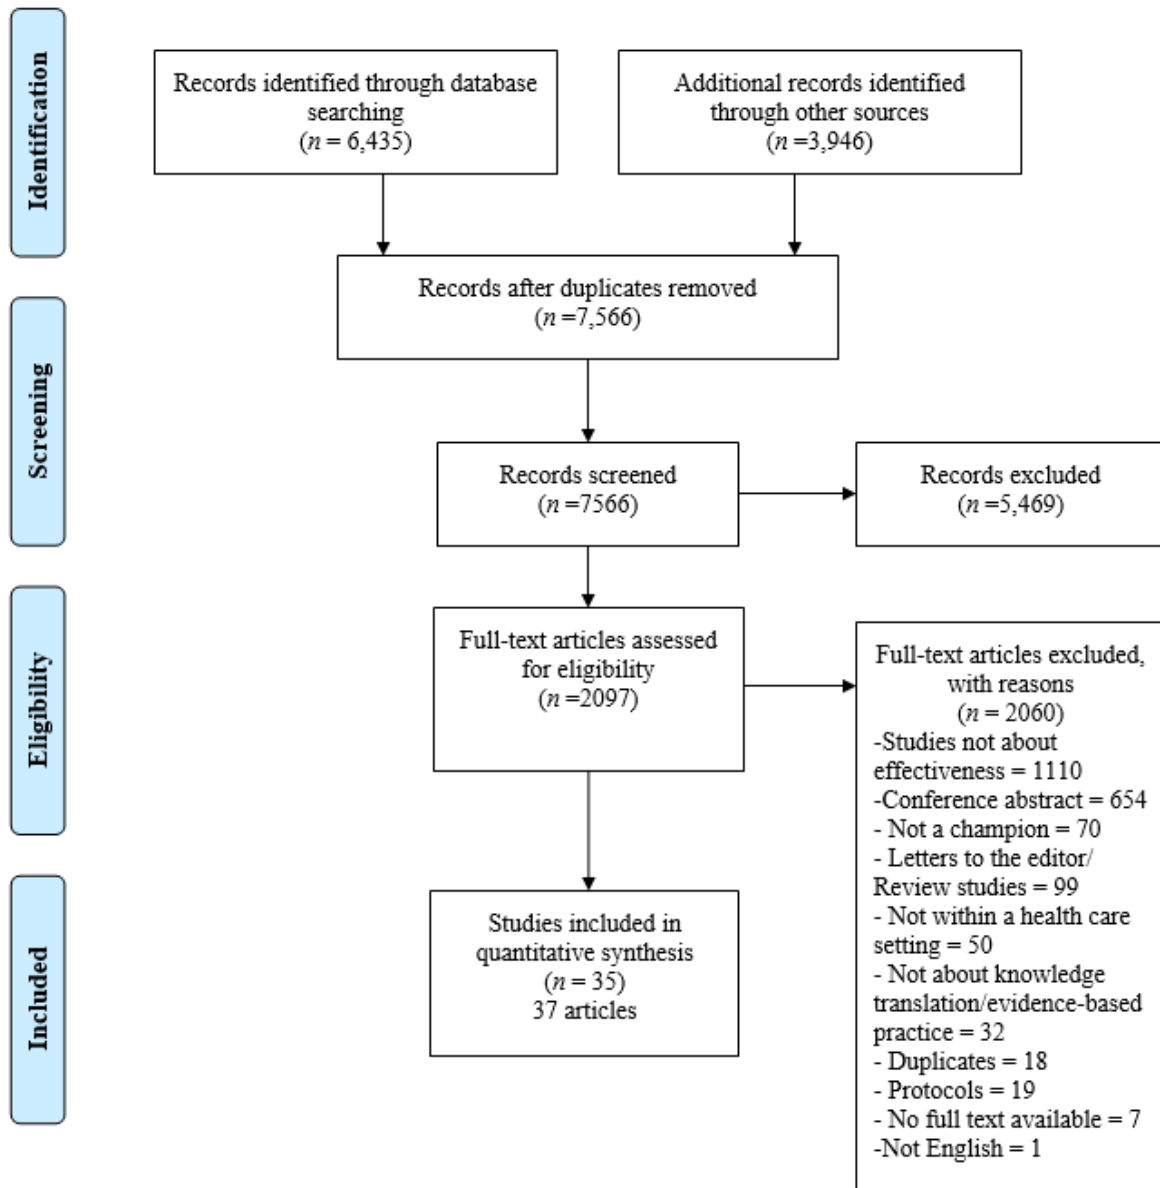 Identification
Records identified through database
searching
(n = 6,435)
Additional records identified
through other sources
(n =3,946)
Records after duplicates removed
(n =7,566)
Screening
Records screened
(n =7566)
Records excluded
(n =5,469)
Eligibility
Full-text articles assessed
for eligibility
(n =2097)
Full-text articles excluded,
with reasons
(n = 2060)
-Studies not about
effectiveness = 1110
-Conference abstract = 654
- Not a champion = 70
- Letters to the editor/
Review studies = 99
- Not within a health care
setting = 50
- Not about knowledge
translation/evidence-based
practice = 32
- Duplicates = 18
- Protocols = 19
- No full text available = 7
-Not English = 1
Included
Studies included in
quantitative synthesis
(n = 35)
37 articles